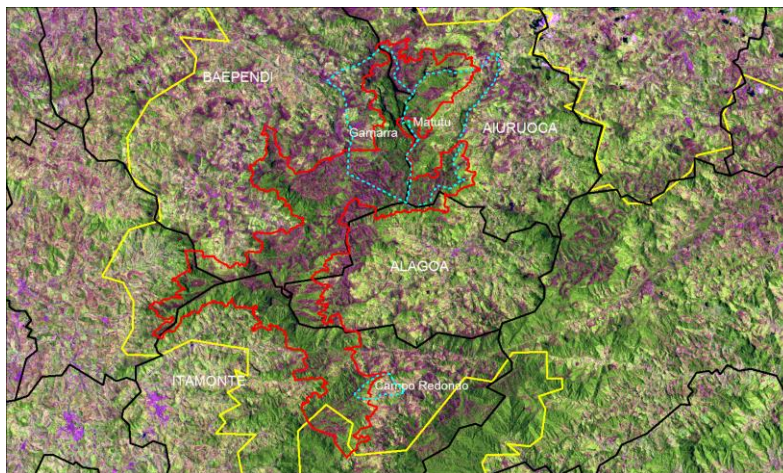 BAEPENDI
Gamarra
Matutu
AIURUOCA
ALAGOA
ITAMONTE
Campo Redondo